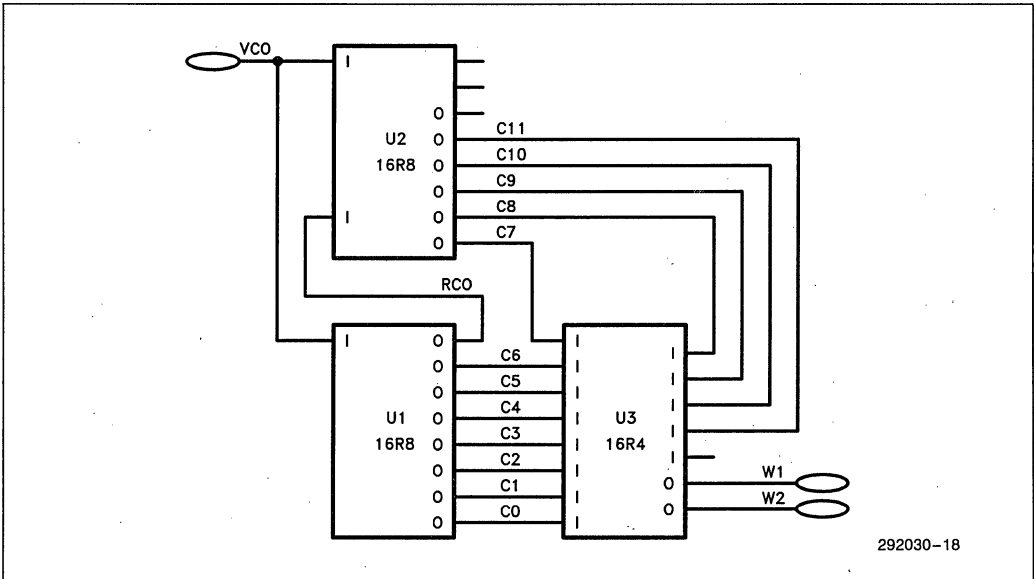 VCO
I
O
U2
O
C11
16R8
O
C10
O
C9
I
O
C8
O
C7
RCO
I
O
O
C6
I
I
O
C5
I
I
U1
O
C4
I
U3
I
16R8
O
C3
I
16R4
I
O
C2
I
I
O
C1
I
O
W1
O
C0
I
O
W2
292030-18